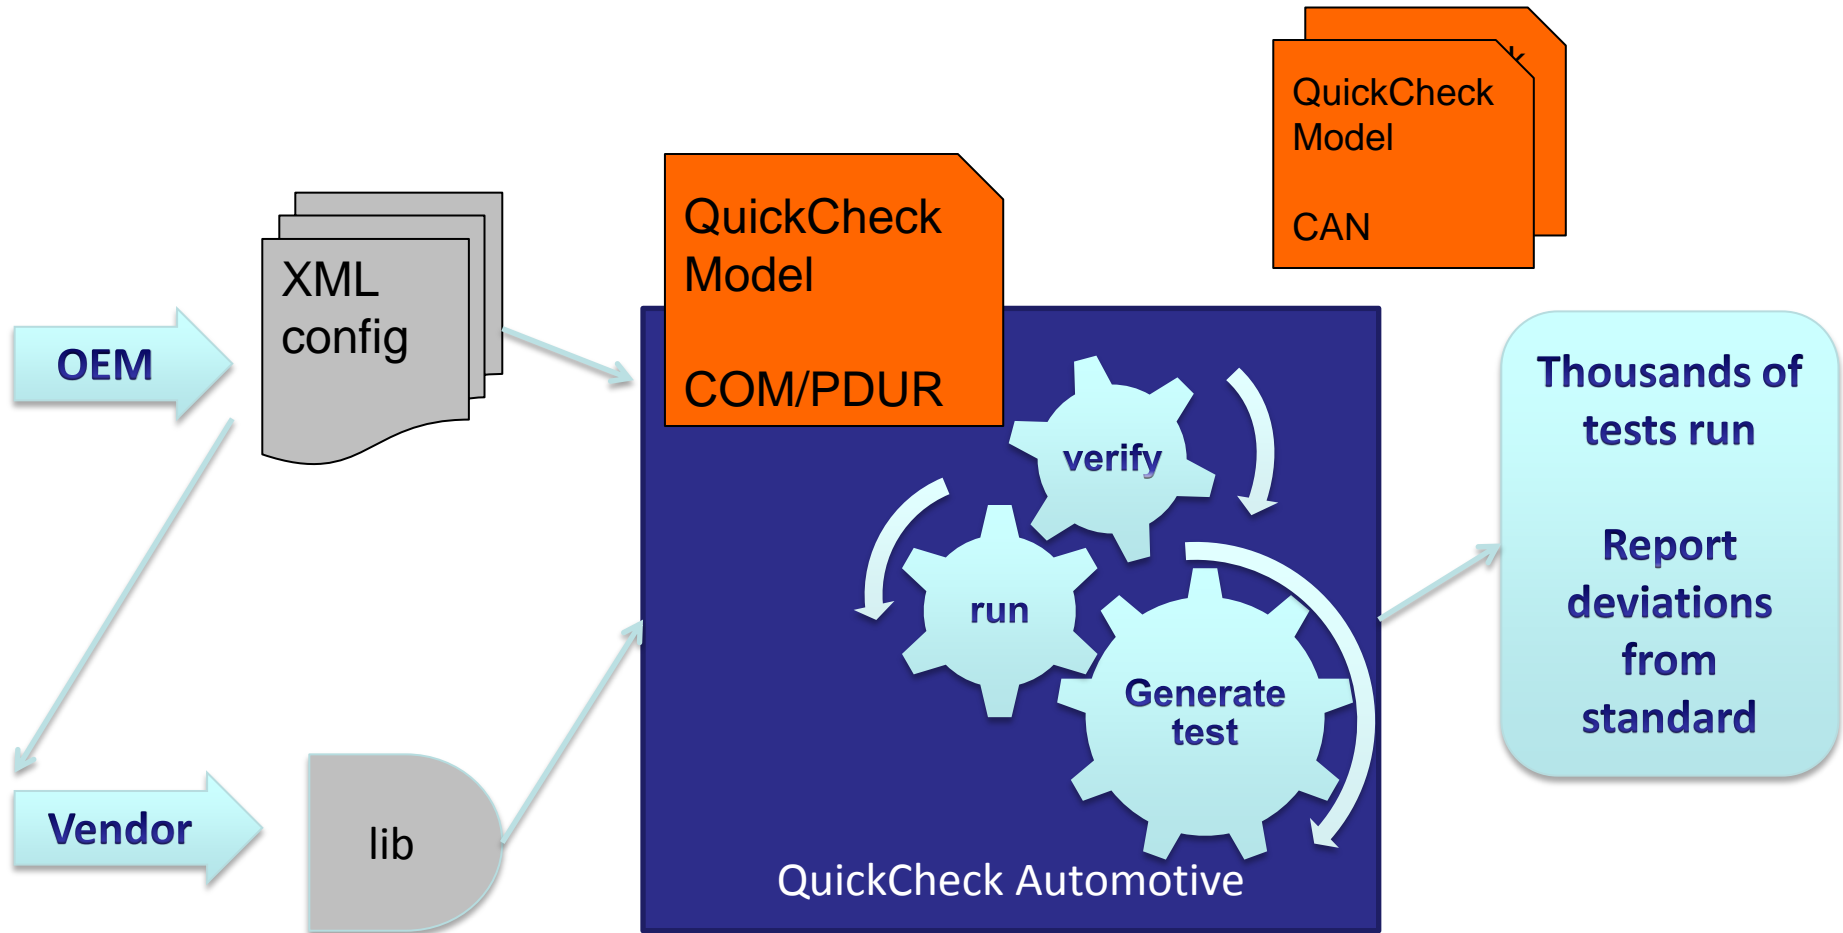 QuickCheck
Model
CAN
QuickCheck
Model
COM/PDUR
XML
config
OEM
Vendor
lib
verify
run
Generate
test
QuickCheck Automotive
Thousands of
tests run
Report
deviations
from
standard